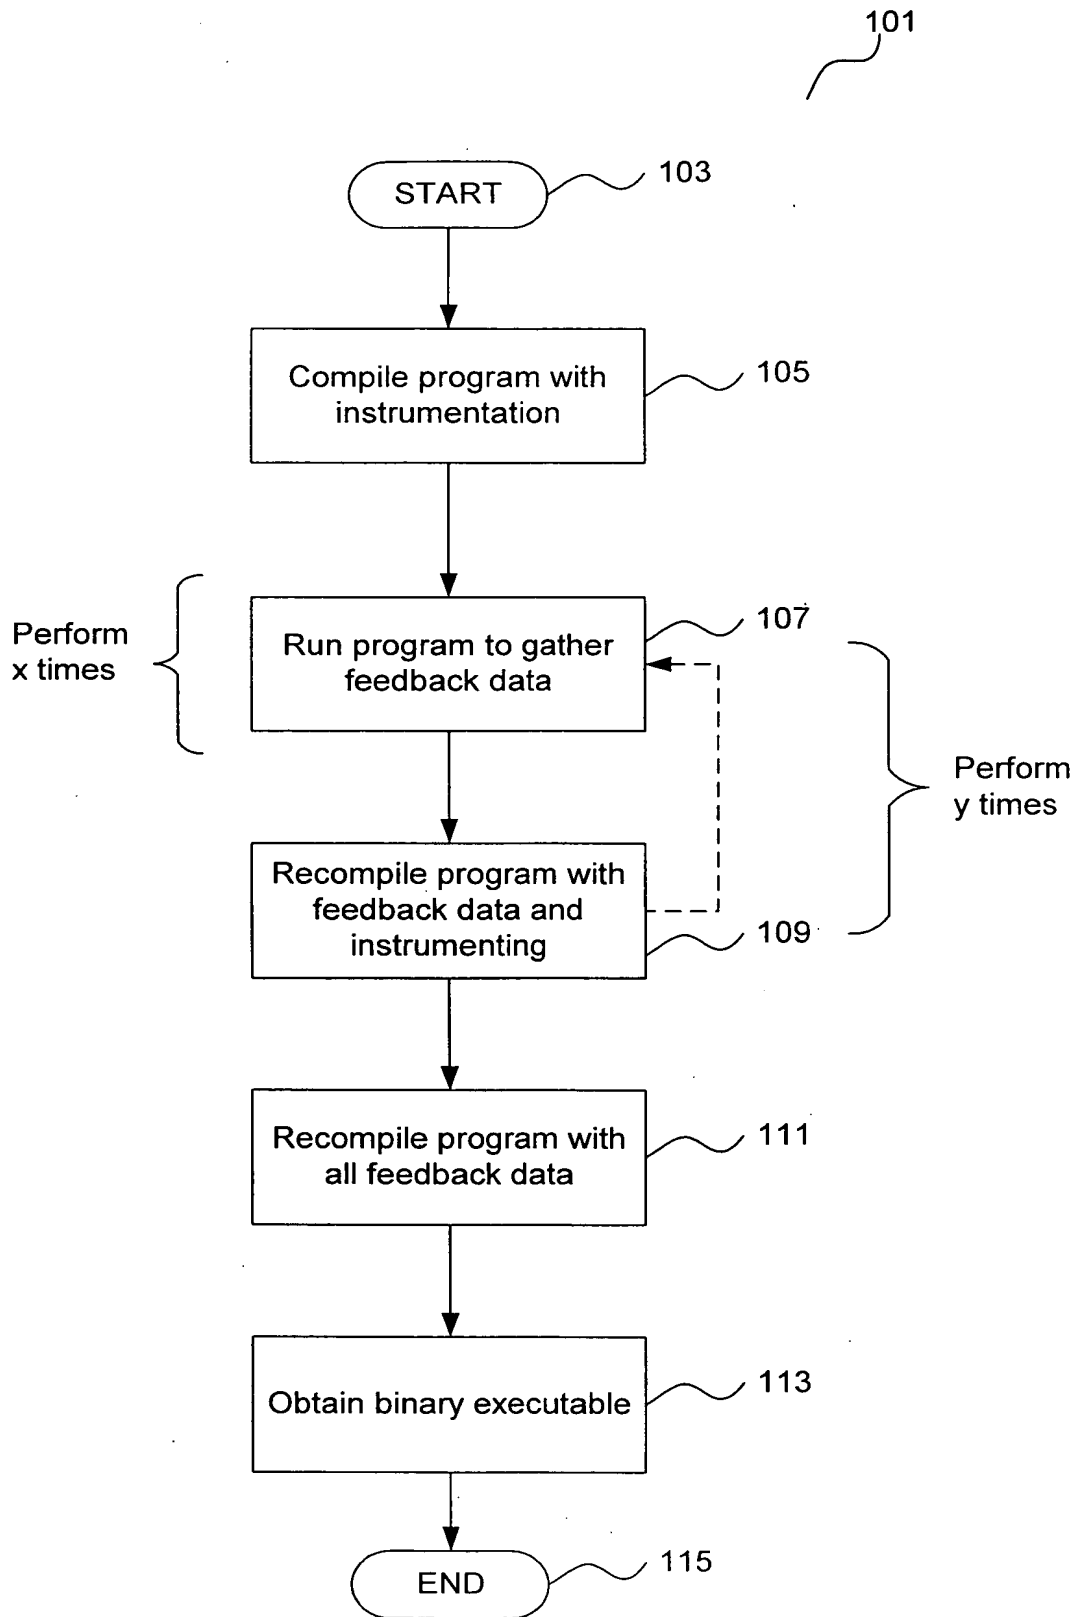 101
START
103
Compile program with
instrumentation
105
Perform
x times
Run program to gather
feedback data
107
Perform
y times
Recompile program with
feedback data and
instrumenting
109
Recompile program with
all feedback data
111
Obtain binary executable
113
END
115